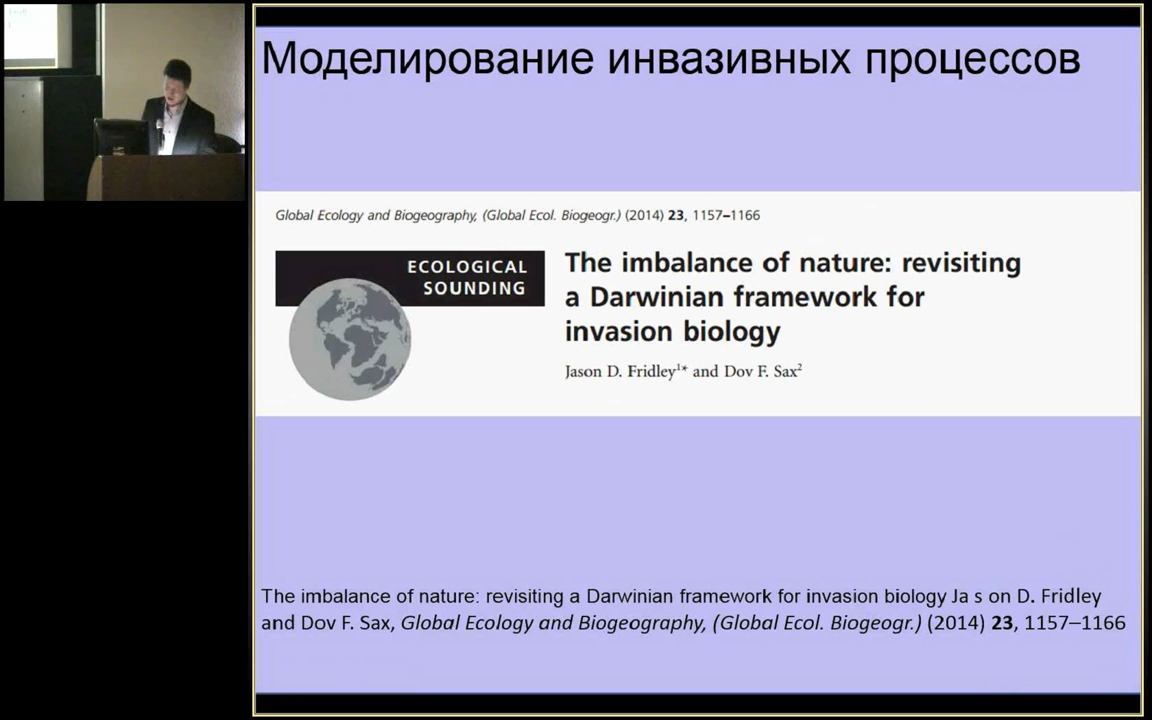 Моделирование инвазивных процессов
Global Ecology and Biogeography, (Global Ecol. Biogeogr.) (2014) 23, 1157–1166
ECOLOGICAL
SOUNDING
The imbalance of nature: revisiting
a Darwinian framework for
invasion biology
Jason D. Fridley¹* and Dov F. Sax²
The imbalance of nature: revisiting a Darwinian framework for invasion biology Ja s on D. Fridley
and Dov F. Sax, Global Ecology and Biogeography, (Global Ecol. Biogeogr.) (2014) 23, 1157–1166